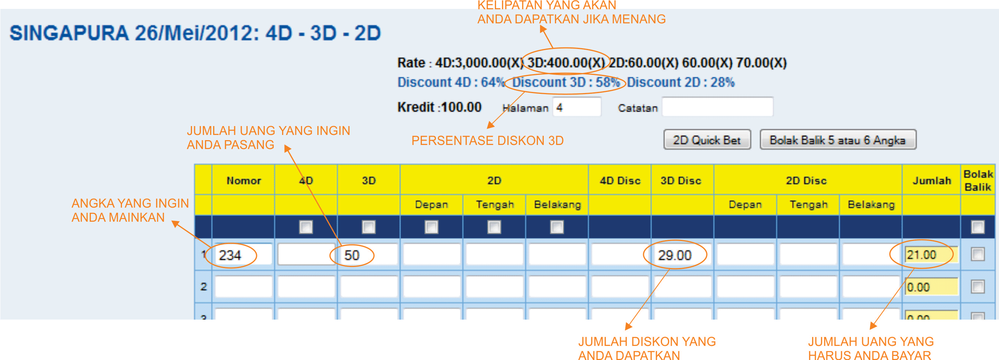 KELIPATAN YANG AKAN
ANDA DAPATKAN JIKA MENANG
SINGAPURA 26/Mei/2012: 4D - 3D - 2D
Rate : 4D:3,000.00(X) 3D:400.00(X) 2D:60.00(X) 60.00(X) 70.00(X)
Discount 4D : 64% Discount 3D : 58% Discount 2D : 28%
Kredit :100.00 Halaman 4 Catatan
JUMLAH UANG YANG INGIN
ANDA PASANG
PERSENTASE DISKON 3D
2D Quick Bet Bolak Balik 5 atau 6 Angka
Nomor 4D 3D 2D 4D Disc 3D Disc 2D Disc Jumlah Bolak Balik
Depan Tengah Belakang Depan Tengah Belakang
ANGKA YANG INGIN
ANDA MAINKAN
1 234 50 29.00 21.00
2 0.00
3 0.00
JUMLAH DISKON YANG
ANDA DAPATKAN
JUMLAH UANG YANG
HARUS ANDA BAYAR